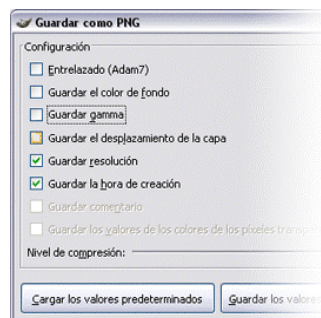 Guardar como PNG
Configuración
Entrelazado (Adam7)
Guardar el color de fondo
Guardar gamma
Guardar el desplazamiento de la capa
Guardar resolución
Guardar la hora de creación
Guardar comentario
Guardar los valores de los colores de los píxeles
Nivel de compresión:
Cargar los valores predeterminados
Guardar los valores